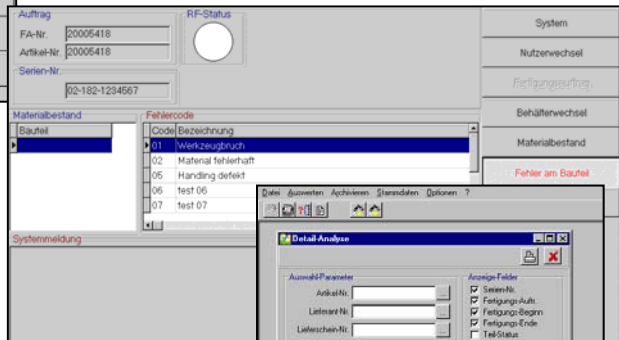 Auftrag
RF-Status
FA-Nr. 20005418
Artikel-Nr. 20005418
Serien-Nr.
02-182-1234567
System
Nutzerwechsel
Fertigungsauftrag
Behälterwechsel
Materialbestand
Fehler am Bauteil
Materialbestand
Bauteil
Fehlercode
Code Bezeichnung
01 Werkzeugbruch
02 Material fehlerhaft
05 Handling defekt
06 test 06
07 test 07
Systemmeldung
Datei Auswerten Archivieren Stammdaten Optionen ?
Detail-Analyse
Auswahl-Parameter
Artikel-Nr.
Lieferant-Nr.
Lieferschein-Nr.
Anzeige-Felder
Serien-Nr.
Fertigungs-Auftr.
Fertigungs-Beginn
Fertigungs-Ende
Teil-Status